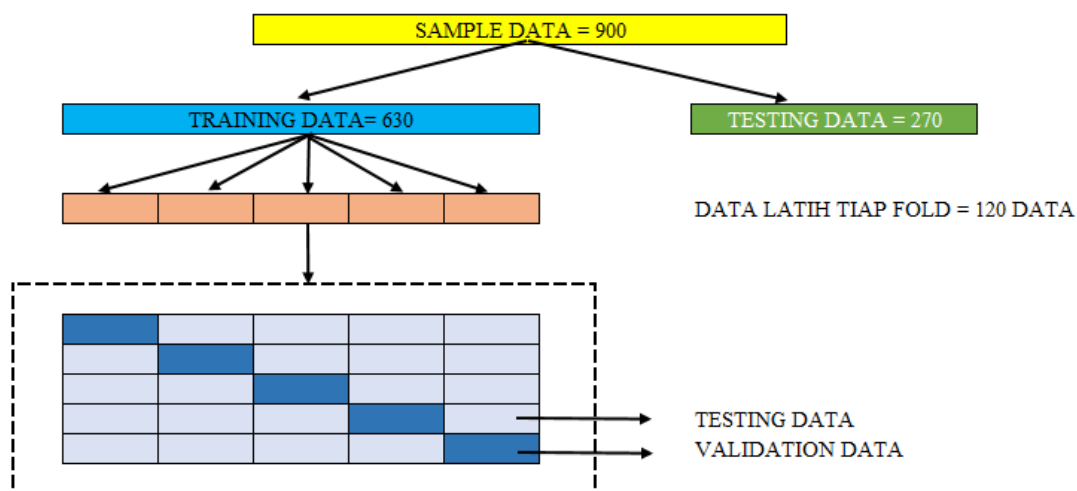 SAMPLE DATA = 900
TRAINING DATA= 630
TESTING DATA = 270
DATA LATIH TIAP FOLD = 120 DATA
TESTING DATA
VALIDATION DATA